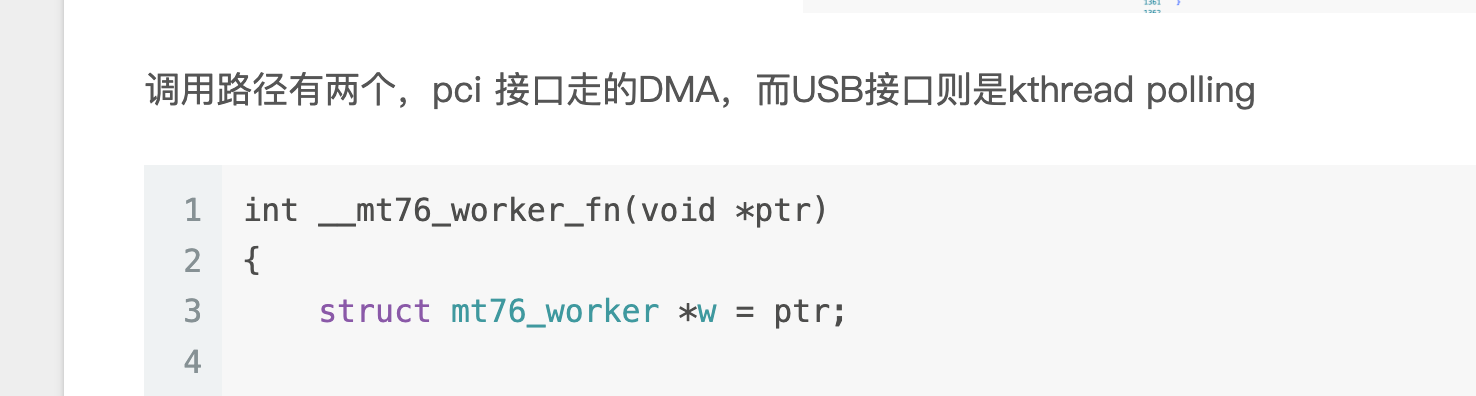 1361 }
1362
调用路径有两个，pci 接口走的DMA，而USB接口则是kthread polling
1 int __mt76_worker_fn(void *ptr)
2 {
3 struct mt76_worker *w = ptr;
4